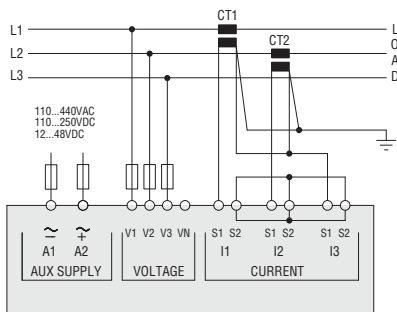 CT1
L1
L
L2
CT2
O
A
L3
D
110...440VAC
110...250VDC
12...48VDC
V1 V2 V3 VN
S1 S2 S1 S2 S1 S2
A1 A2
I1 I2 I3
AUX SUPPLY
VOLTAGE
CURRENT